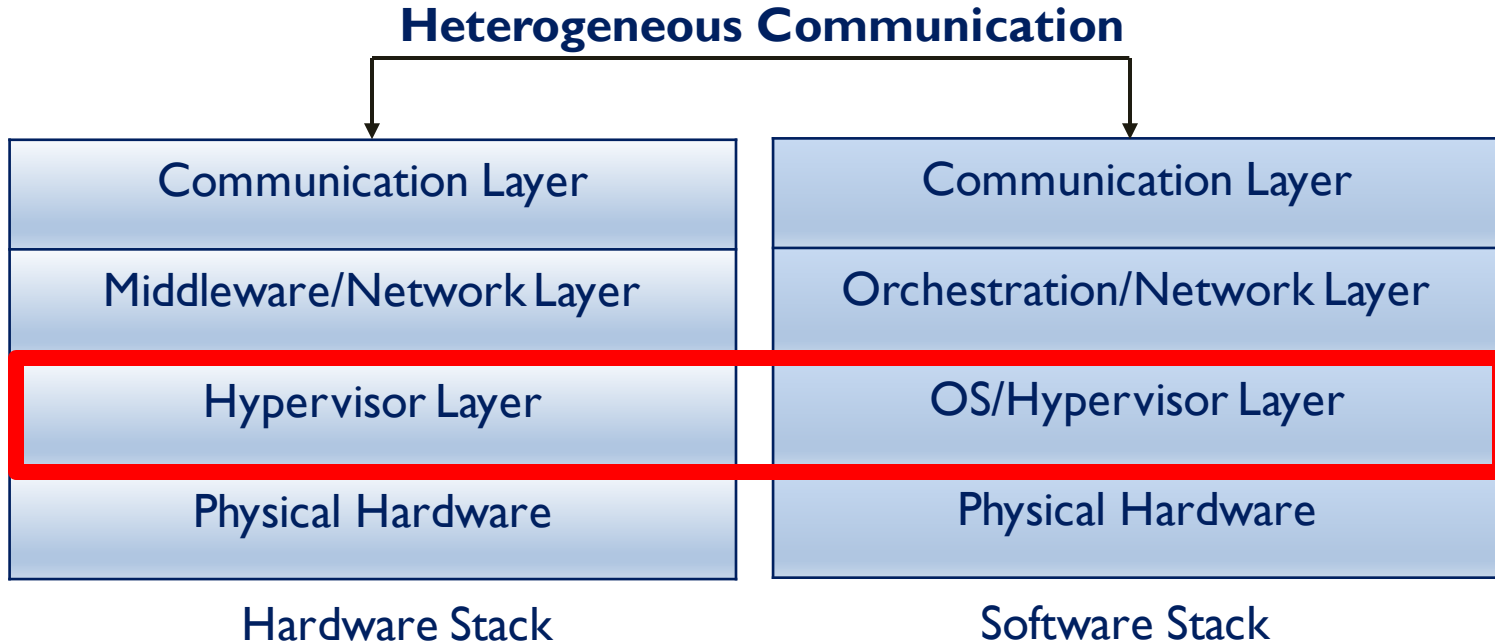 Heterogeneous Communication
Communication Layer
Middleware/Network Layer
Hypervisor Layer
Physical Hardware
Hardware Stack
Communication Layer
Orchestration/Network Layer
OS/Hypervisor Layer
Physical Hardware
Software Stack